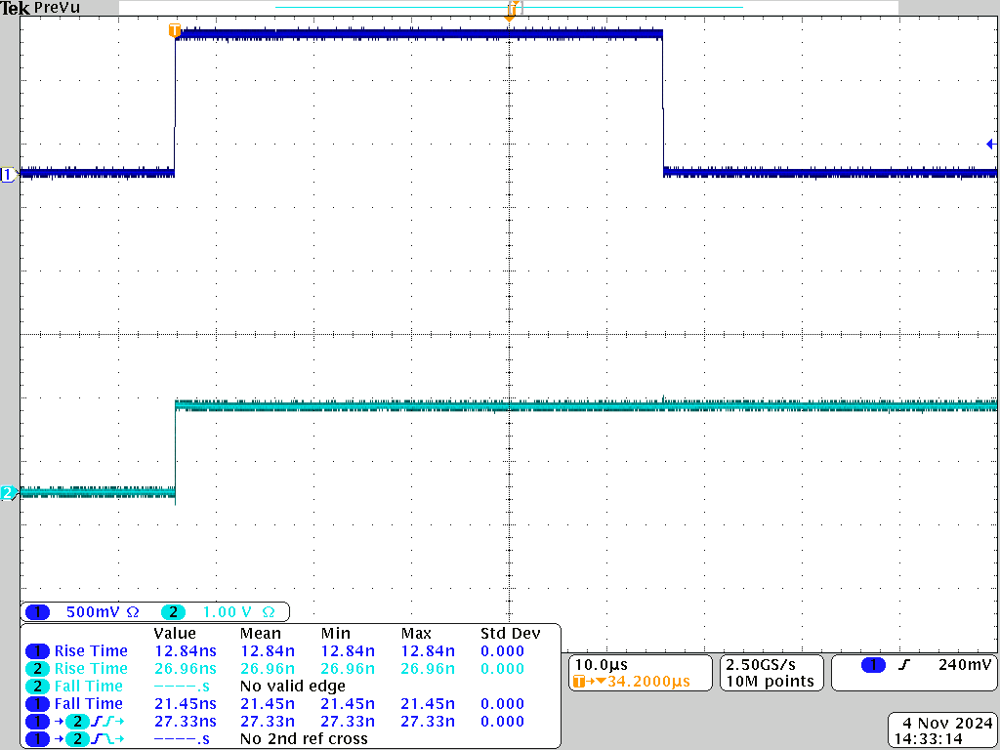 Tek PreVu
T
1
2
1 500mV Ω 2 1.00 V Ω
Value Mean Min Max Std Dev
1 Rise Time 12.84ns 12.84n 12.84n 12.84n 0.000
2 Rise Time 26.96ns 26.96n 26.96n 26.96n 0.000
2 Fall Time ----.s No valid edge
1 Fall Time 21.45ns 21.45n 21.45n 21.45n 0.000
1 → 2 27.33ns 27.33n 27.33n 27.33n 0.000
1 → 2 ----.s No 2nd ref cross
10.0µs
T→▼34.2000µs
2.50GS/s
10M points
1 240mV
4 Nov 2024
14:33:14